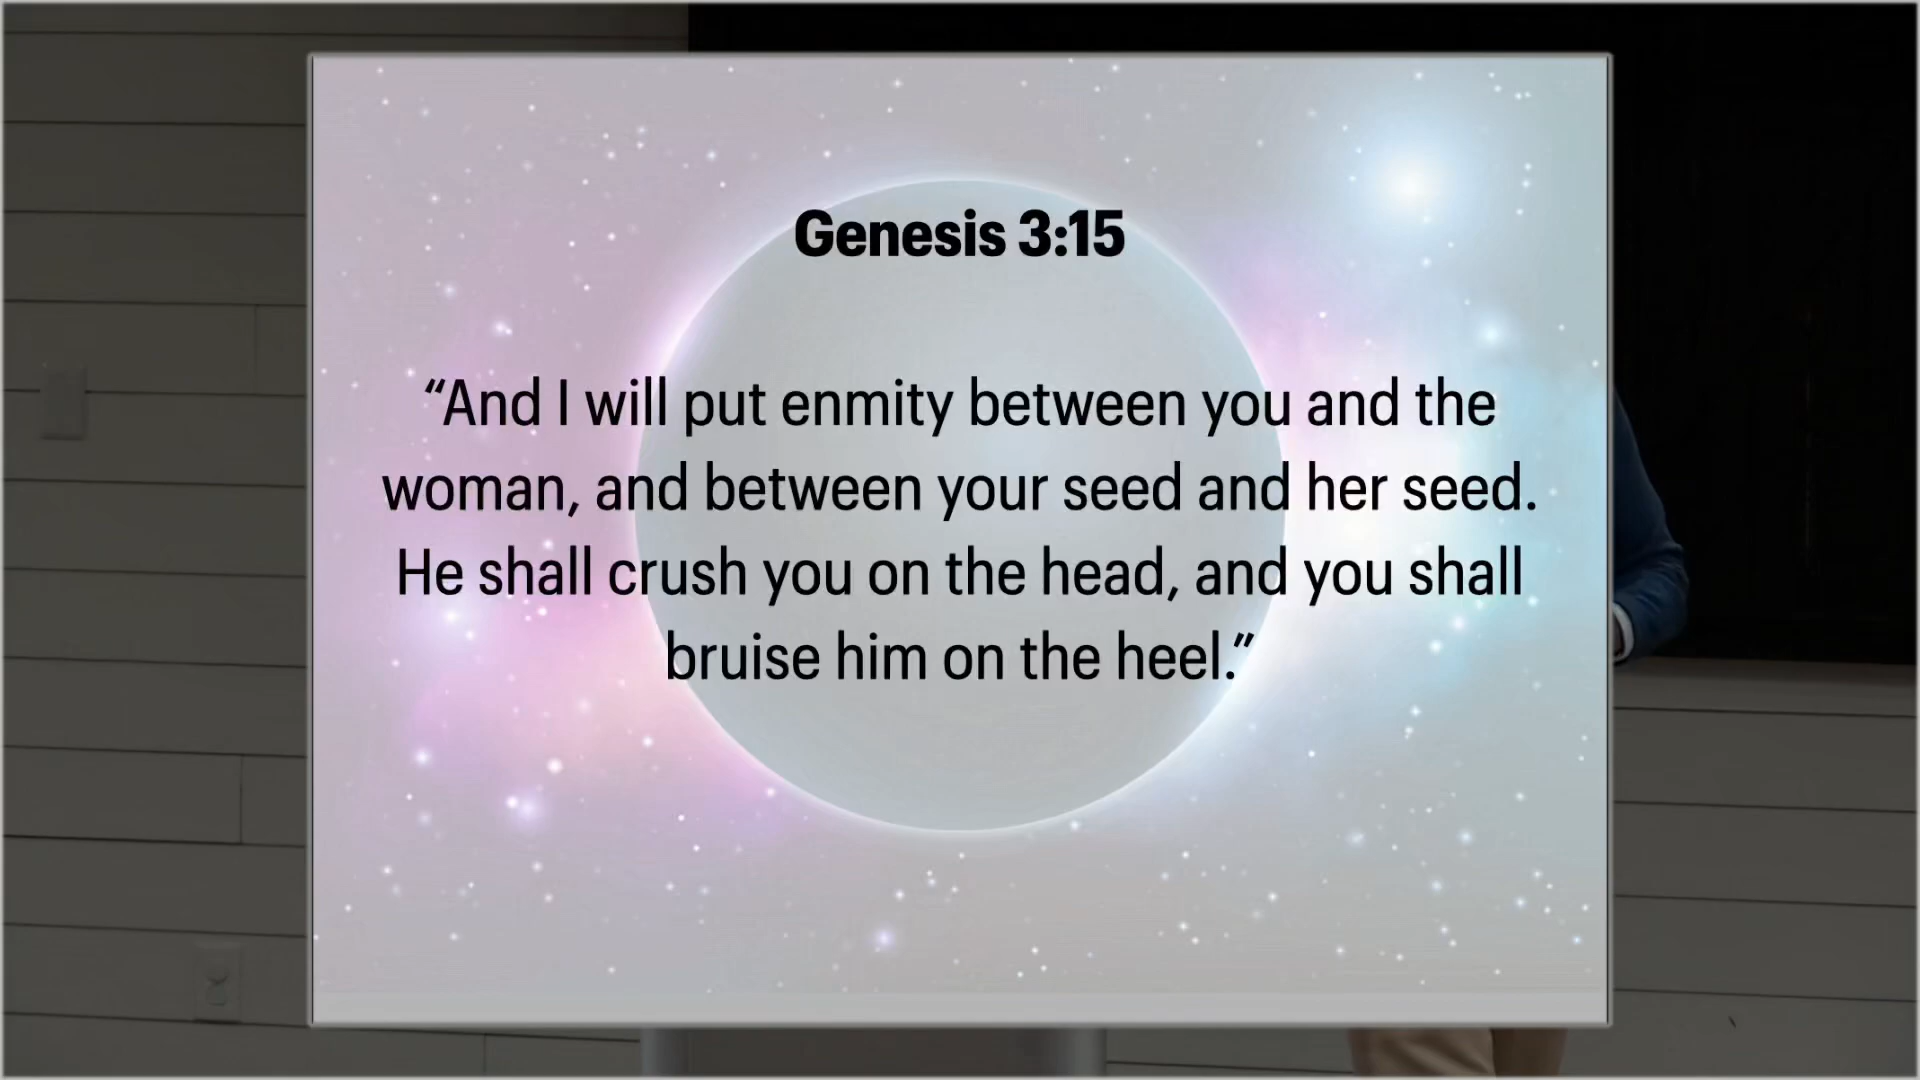 Genesis 3:15
“And I will put enmity between you and the
woman, and between your seed and her seed.
He shall crush you on the head, and you shall
bruise him on the heel.”